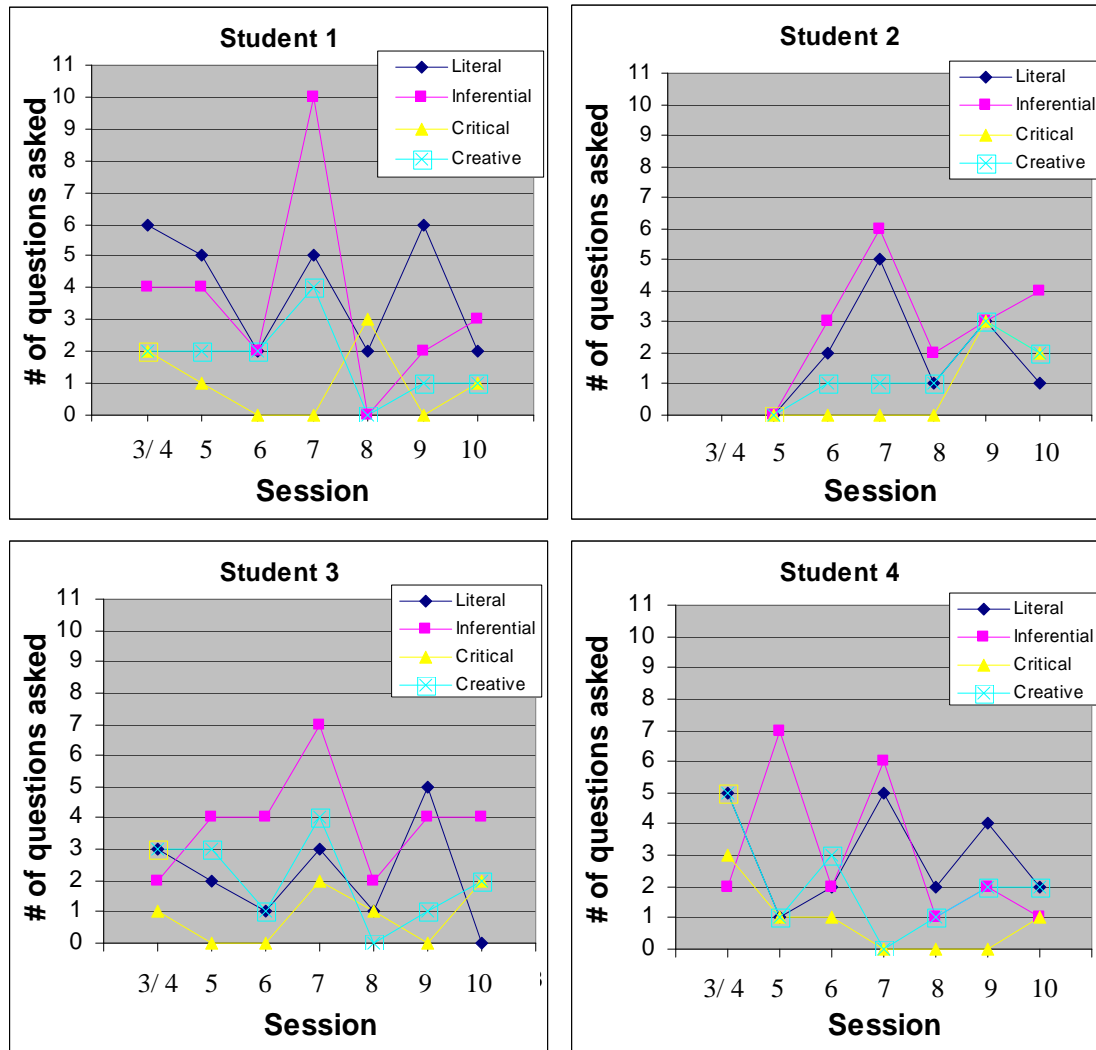 Student 1
11
10
9
8
7
6
5
4
3
2
1
0
# of questions asked
Literal
Inferential
Critical
Creative
3/ 4 5 6 7 8 9 10
Session
Student 2
11
10
9
8
7
6
5
4
3
2
1
0
# of questions asked
Literal
Inferential
Critical
Creative
3/ 4 5 6 7 8 9 10
Session
Student 3
11
10
9
8
7
6
5
4
3
2
1
0
# of questions asked
Literal
Inferential
Critical
Creative
3/ 4 5 6 7 8 9 10
Session
Student 4
11
10
9
8
7
6
5
4
3
2
1
0
# of questions asked
Literal
Inferential
Critical
Creative
3/ 4 5 6 7 8 9 10
Session